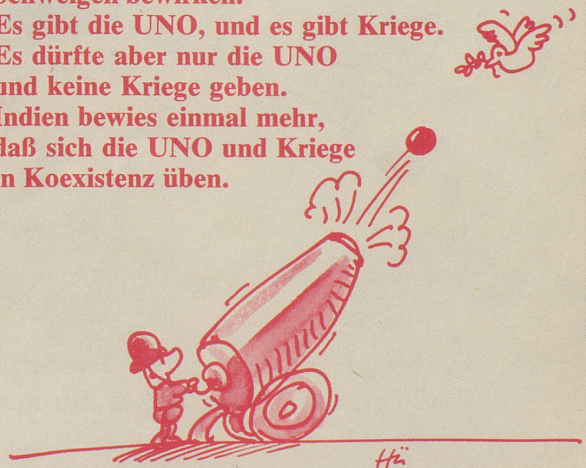 schweigen bewirken.
Es gibt die UNO, und es gibt Kriege.
Es dürfte aber nur die UNO
und keine Kriege geben.
Indien bewies einmal mehr,
daß sich die UNO und Kriege
in Koexistenz üben.
Hü